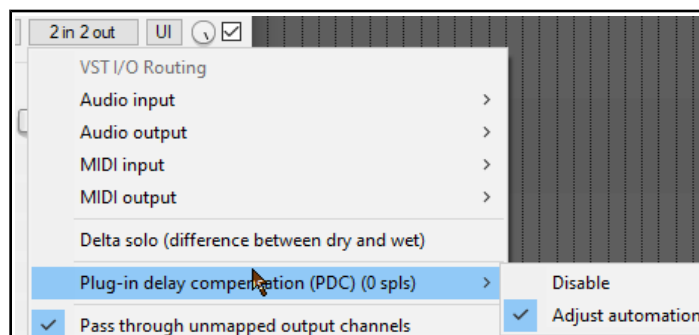 2 in 2 out UI
VST I/O Routing
Audio input
Audio output
MIDI input
MIDI output
Delta solo (difference between dry and wet)
Plug-in delay compensation (PDC) (0 spls)
Disable
Adjust automation
Pass through unmapped output channels